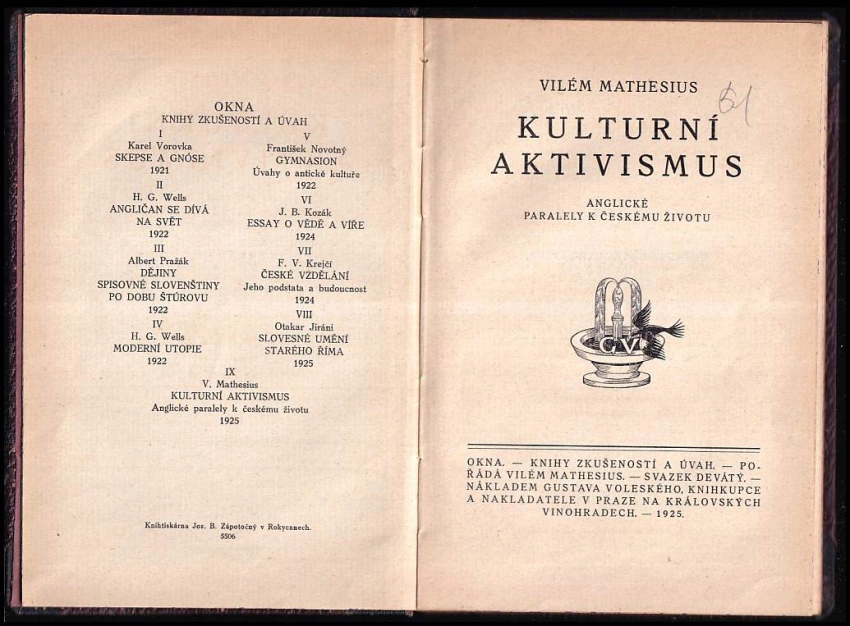 OKNA
KNIHY ZKUŠENOSTÍ A ÚVAH
I
Karel Vorovka
SKEPSE A GNÓSE
1921
II
H. G. Wells
ANGLIČAN SE DÍVÁ
NA SVĚT
1922
III
Albert Pražák
DĚJINY
SPISOVNÉ SLOVENŠTINY
PO DOBU ŠTÚROVU
1922
IV
H. G. Wells
MODERNÍ UTOPIE
1922
V
František Novotný
GYMNASION
Úvahy o antické kultuře
1922
VI
J. B. Kozák
ESSAY O VĚDĚ A VÍŘE
1924
VII
F. V. Krejčí
ČESKÉ VZDĚLÁNÍ
Jeho podstata a budoucnost
1924
VIII
Otakar Jiráni
SLOVESNÉ UMĚNÍ
STARÉHO ŘÍMA
1925
IX
V. Mathesius
KULTURNÍ AKTIVISMUS
Anglické paralely k českému životu
1925
Knihtiskárna Jos. B. Zápotočný v Rokycanech.
5506
VILÉM MATHESIUS
61
KULTURNÍ
AKTIVISMUS
ANGLICKÉ
PARALELY K ČESKÉMU ŽIVOTU
GV
OKNA. — KNIHY ZKUŠENOSTÍ A ÚVAH. — PO-
ŘÁDÁ VILÉM MATHESIUS. — SVAZEK DEVÁTÝ. —
NÁKLADEM GUSTAVA VOLESKÉHO, KNIHKUPCE
A NAKLADATELE V PRAZE NA KRÁLOVSKÝCH
VINOHRADECH. — 1925.